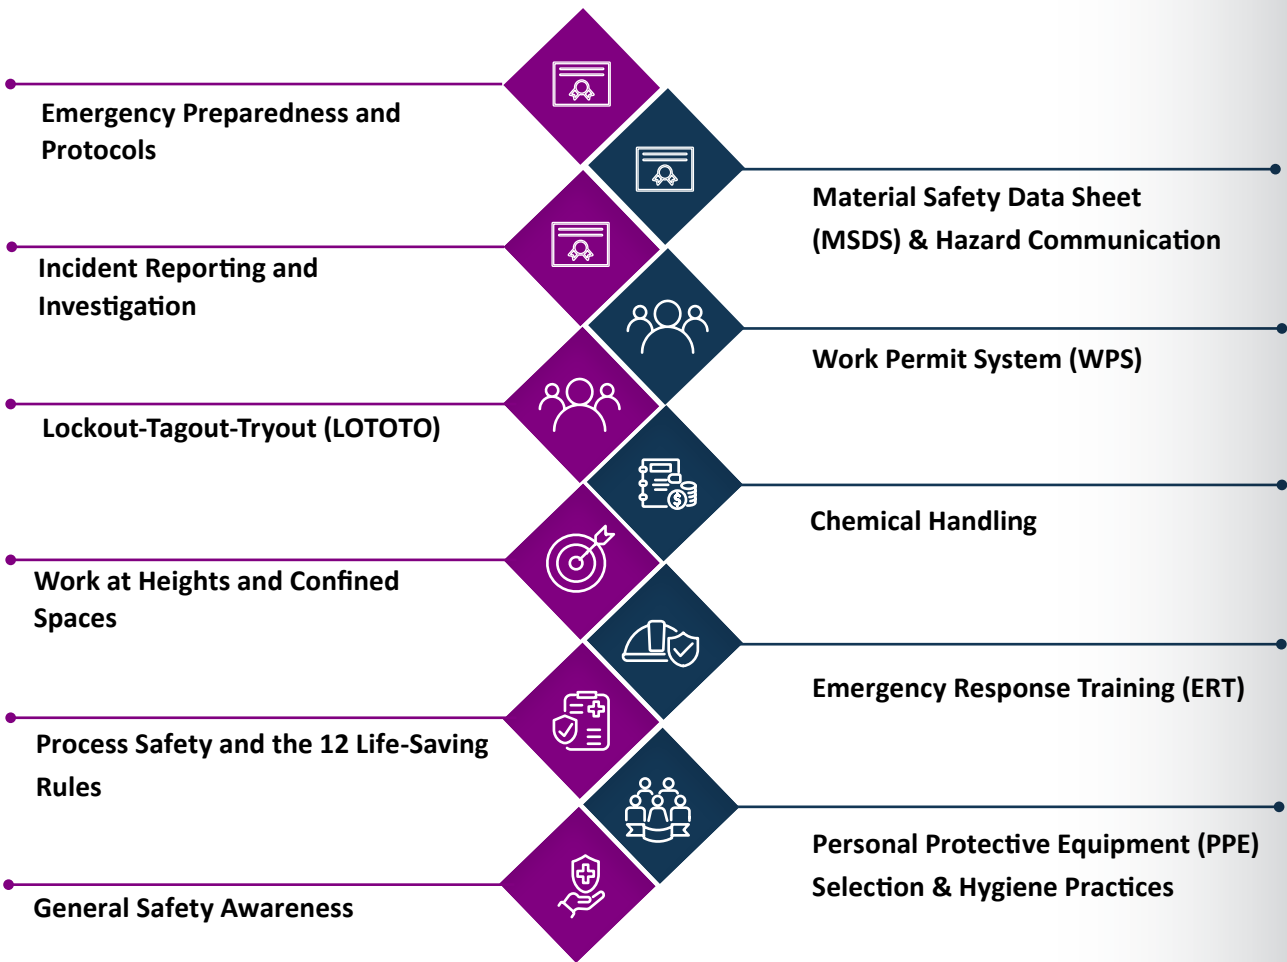 Emergency Preparedness and
Protocols
Material Safety Data Sheet
(MSDS) & Hazard Communication
Incident Reporting and
Investigation
Work Permit System (WPS)
Lockout-Tagout-Tryout (LOTOTO)
Chemical Handling
Work at Heights and Confined
Spaces
Emergency Response Training (ERT)
Process Safety and the 12 Life-Saving
Rules
Personal Protective Equipment (PPE)
Selection & Hygiene Practices
General Safety Awareness